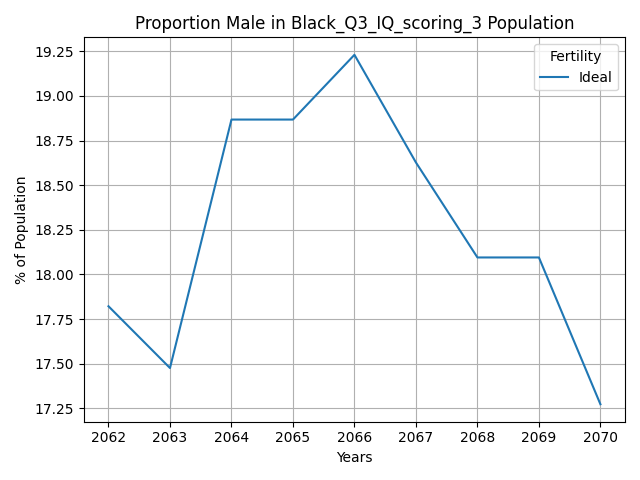 Proportion Male in Black_Q3_IQ_scoring_3 Population
Fertility
Ideal
% of Population
19.25
19.00
18.75
18.50
18.25
18.00
17.75
17.50
17.25
2062 2063 2064 2065 2066 2067 2068 2069 2070
Years